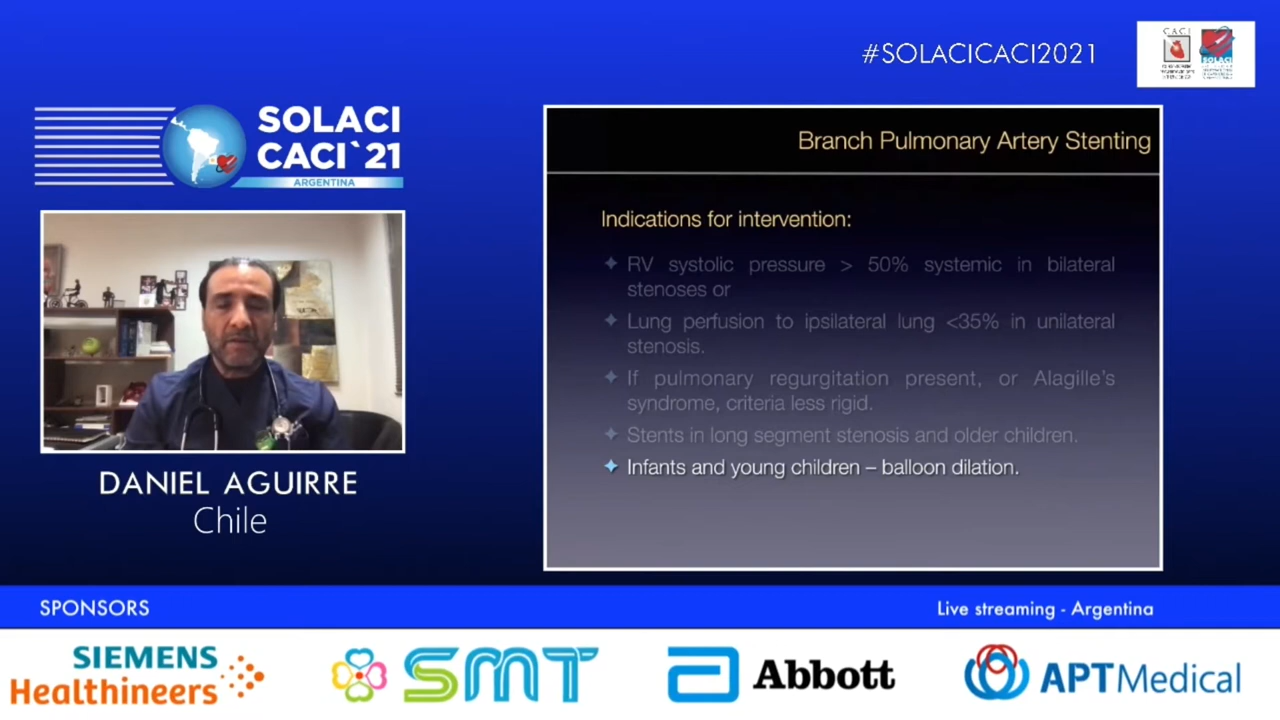 #SOLACICACI2021
C.A.C.I
SOLACI
SOLACI
CACI`21
ARGENTINA
Branch Pulmonary Artery Stenting
Indications for intervention:
RV systolic pressure > 50% systemic in bilateral
stenoses or
Lung perfusion to ipsilateral lung <35% in unilateral
stenosis.
If pulmonary regurgitation present, or Alagille's
syndrome, criteria less rigid.
Stents in long segment stenosis and older children.
Infants and young children – balloon dilation.
DANIEL AGUIRRE
Chile
SPONSORS
Live streaming - Argentina
SIEMENS
Healthineers
SMT
Abbott
APTMedical